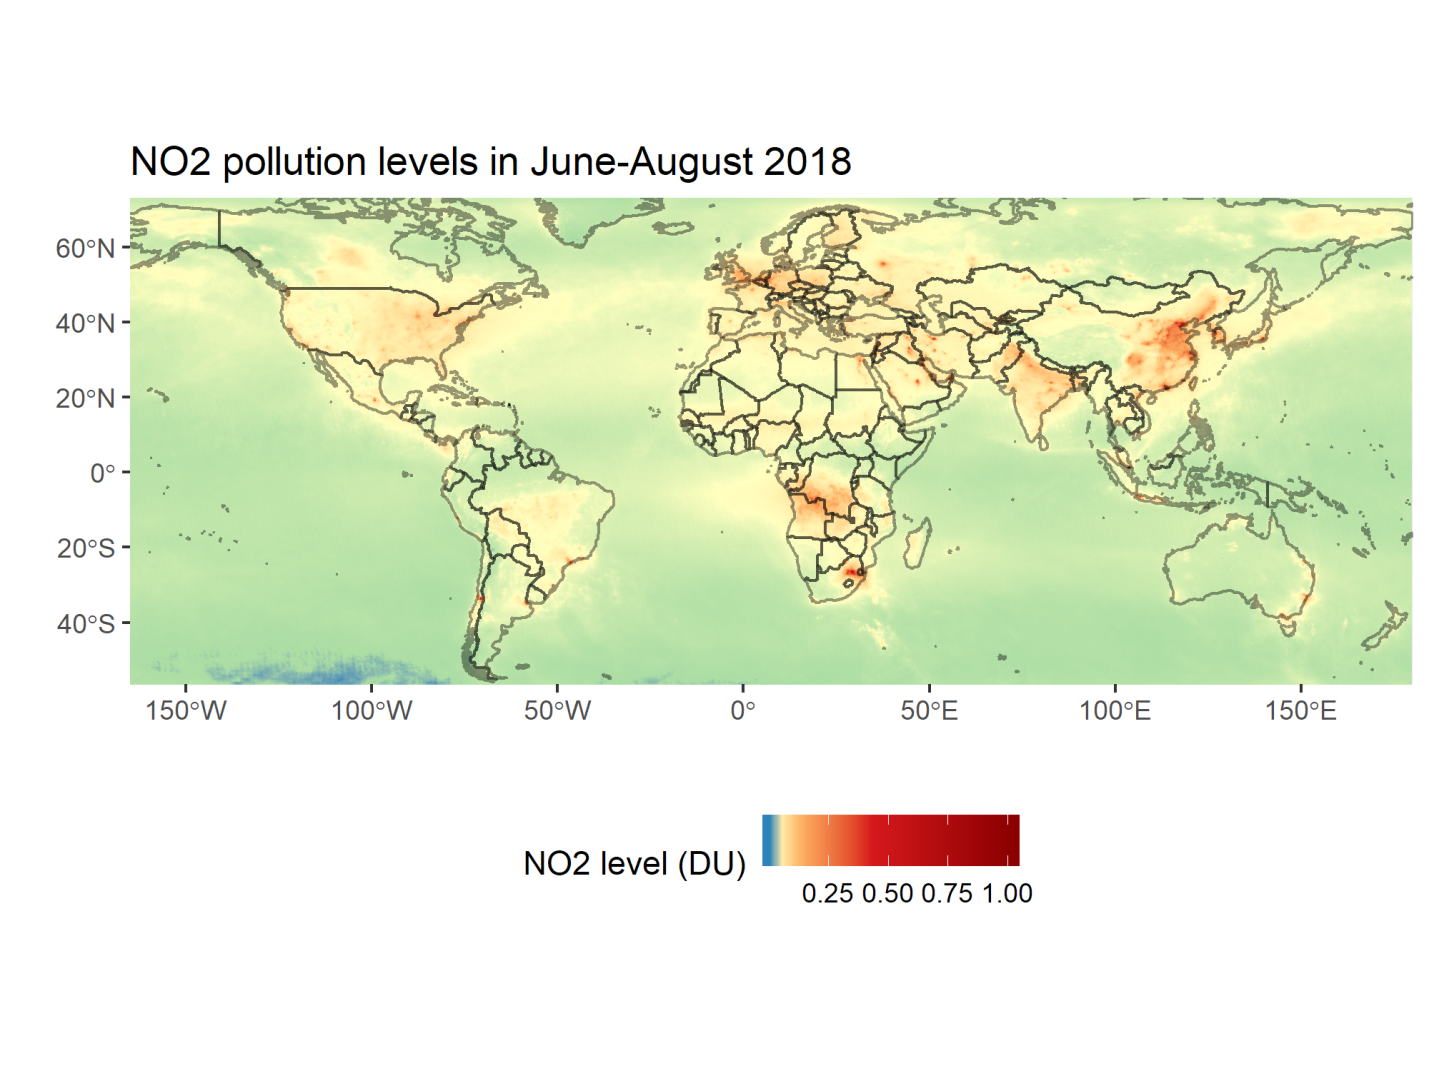 NO2 pollution levels in June-August 2018
60°N
40°N
20°N
0°
20°S
40°S
150°W 100°W 50°W 0° 50°E 100°E 150°E
NO2 level (DU)
0.25 0.50 0.75 1.00